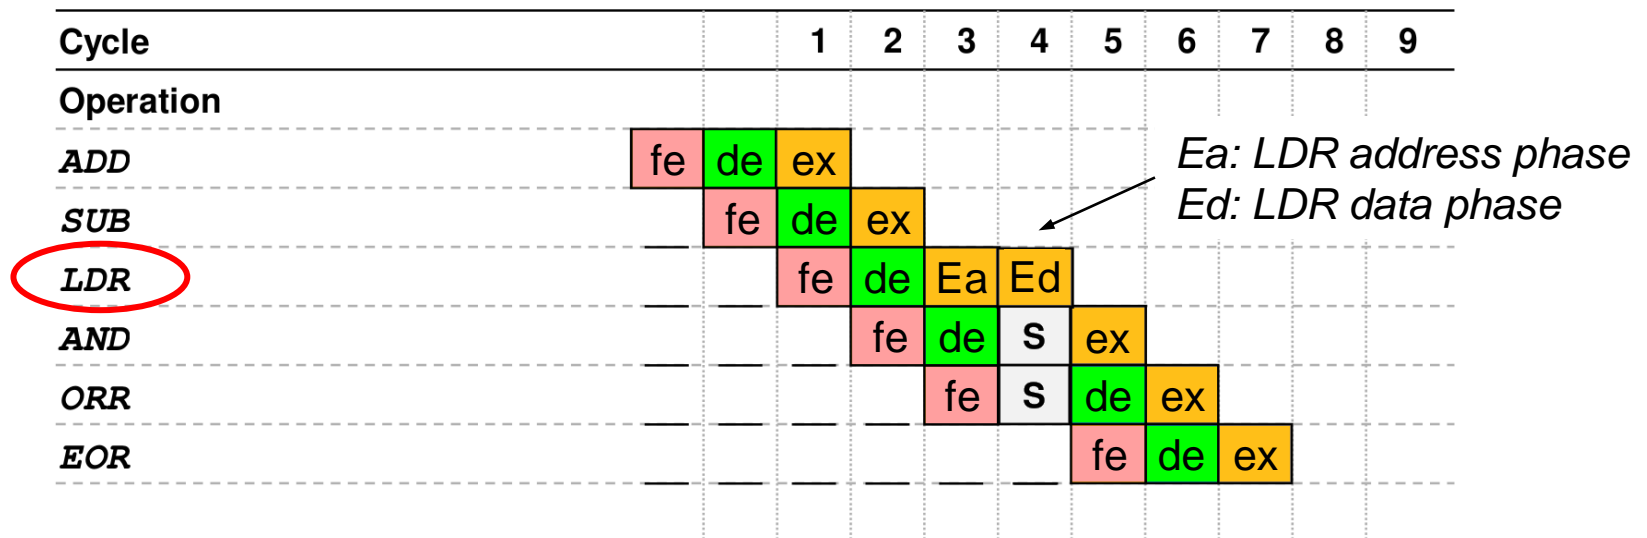 Cycle 1 2 3 4 5 6 7 8 9
Operation
ADD fe de ex
Ea: LDR address phase
Ed: LDR data phase
SUB fe de ex
LDR fe de Ea Ed
AND fe de S ex
ORR fe S de ex
EOR fe de ex